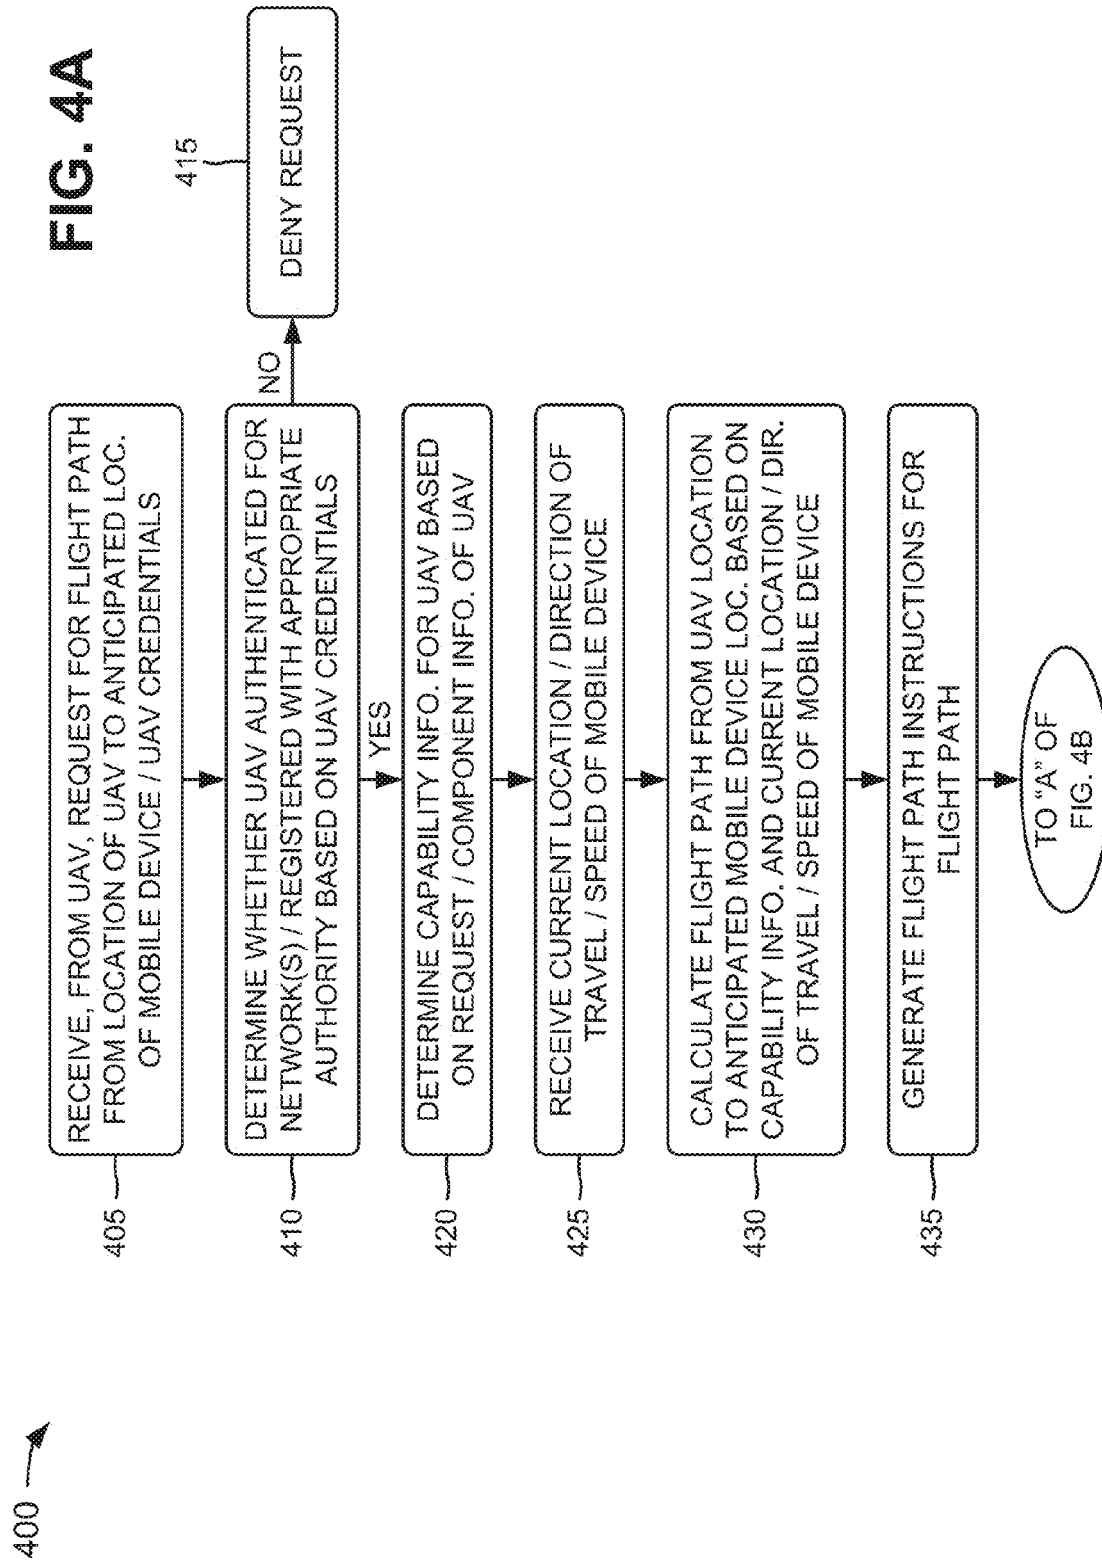 400
405
RECEIVE, FROM UAV, REQUEST FOR FLIGHT PATH
FROM LOCATION OF UAV TO ANTICIPATED LOC.
OF MOBILE DEVICE / UAV CREDENTIALS
410
DETERMINE WHETHER UAV AUTHENTICATED FOR
NETWORK(S) / REGISTERED WITH APPROPRIATE
AUTHORITY BASED ON UAV CREDENTIALS
NO
415
DENY REQUEST
YES
420
DETERMINE CAPABILITY INFO. FOR UAV BASED
ON REQUEST / COMPONENT INFO. OF UAV
425
RECEIVE CURRENT LOCATION / DIRECTION OF
TRAVEL / SPEED OF MOBILE DEVICE
430
CALCULATE FLIGHT PATH FROM UAV LOCATION
TO ANTICIPATED MOBILE DEVICE LOC. BASED ON
CAPABILITY INFO. AND CURRENT LOCATION / DIR.
OF TRAVEL / SPEED OF MOBILE DEVICE
435
GENERATE FLIGHT PATH INSTRUCTIONS FOR
FLIGHT PATH
TO "A" OF
FIG. 4B
FIG. 4A